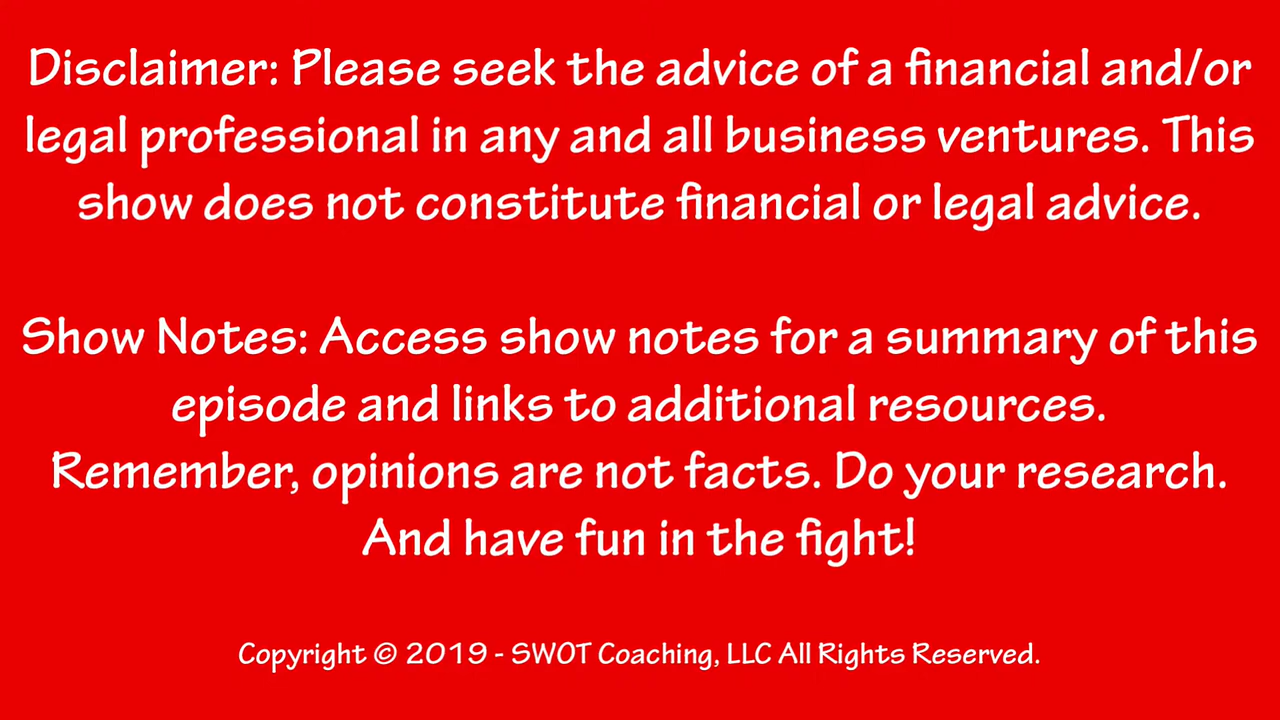 Disclaimer: Please seek the advice of a financial and/or
legal professional in any and all business ventures. This
show does not constitute financial or legal advice.
Show Notes: Access show notes for a summary of this
episode and links to additional resources.
Remember, opinions are not facts. Do your research.
And have fun in the fight!
Copyright © 2019 - SWOT Coaching, LLC All Rights Reserved.